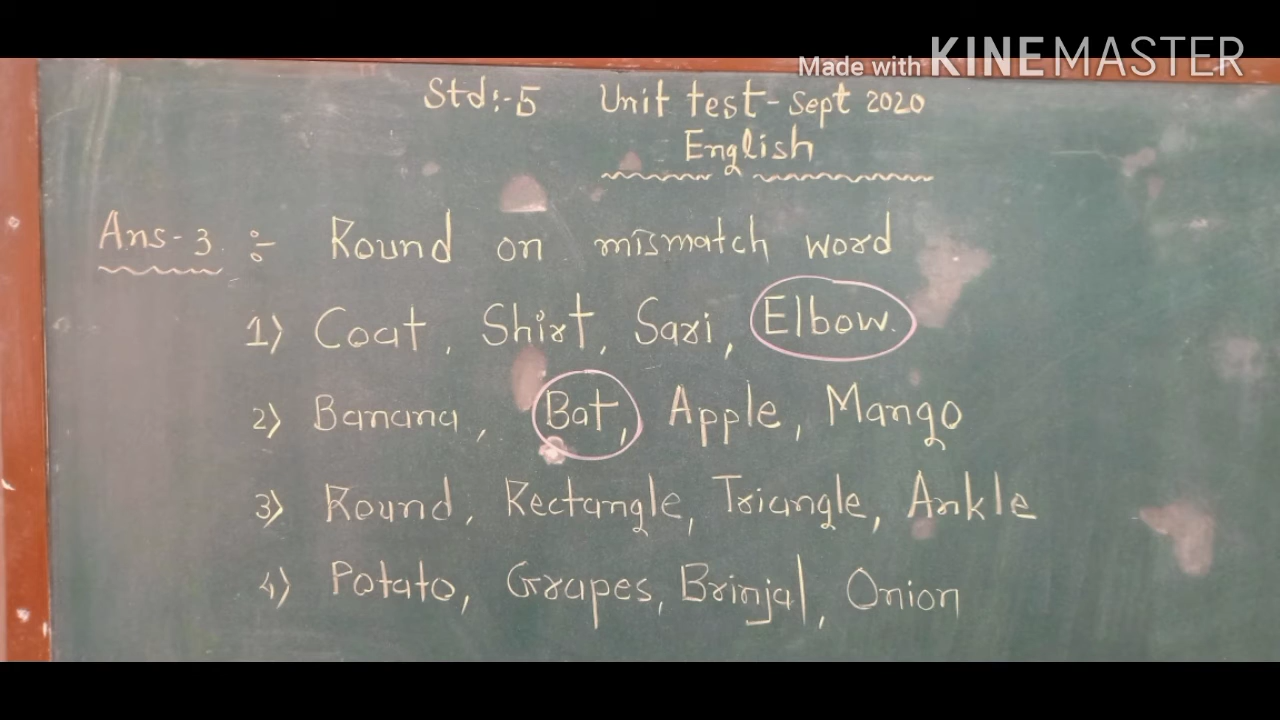 Made with KINEMASTER
Std:-5 Unit test-Sept 2020
English
Ans-3. ÷ Round on mismatch word
1) Coat, Shirt, Sari, Elbow.
2) Banana, Bat, Apple, Mango
3) Round, Rectangle, Triangle, Ankle
4) Potato, Grapes, Brinjal, Onion